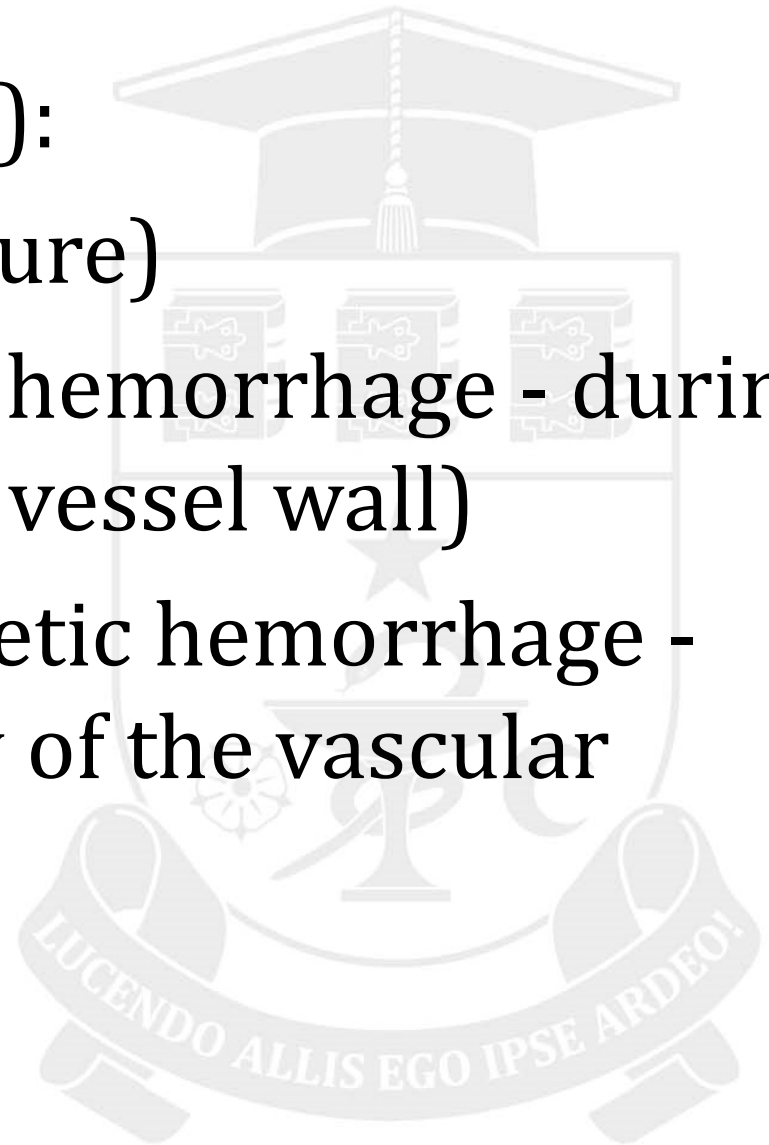 ):
ure)
hemorrhage - durin
vessel wall)
etic hemorrhage -
of the vascular
LUCENDO ALLIS EGO IPSE ARDEO!